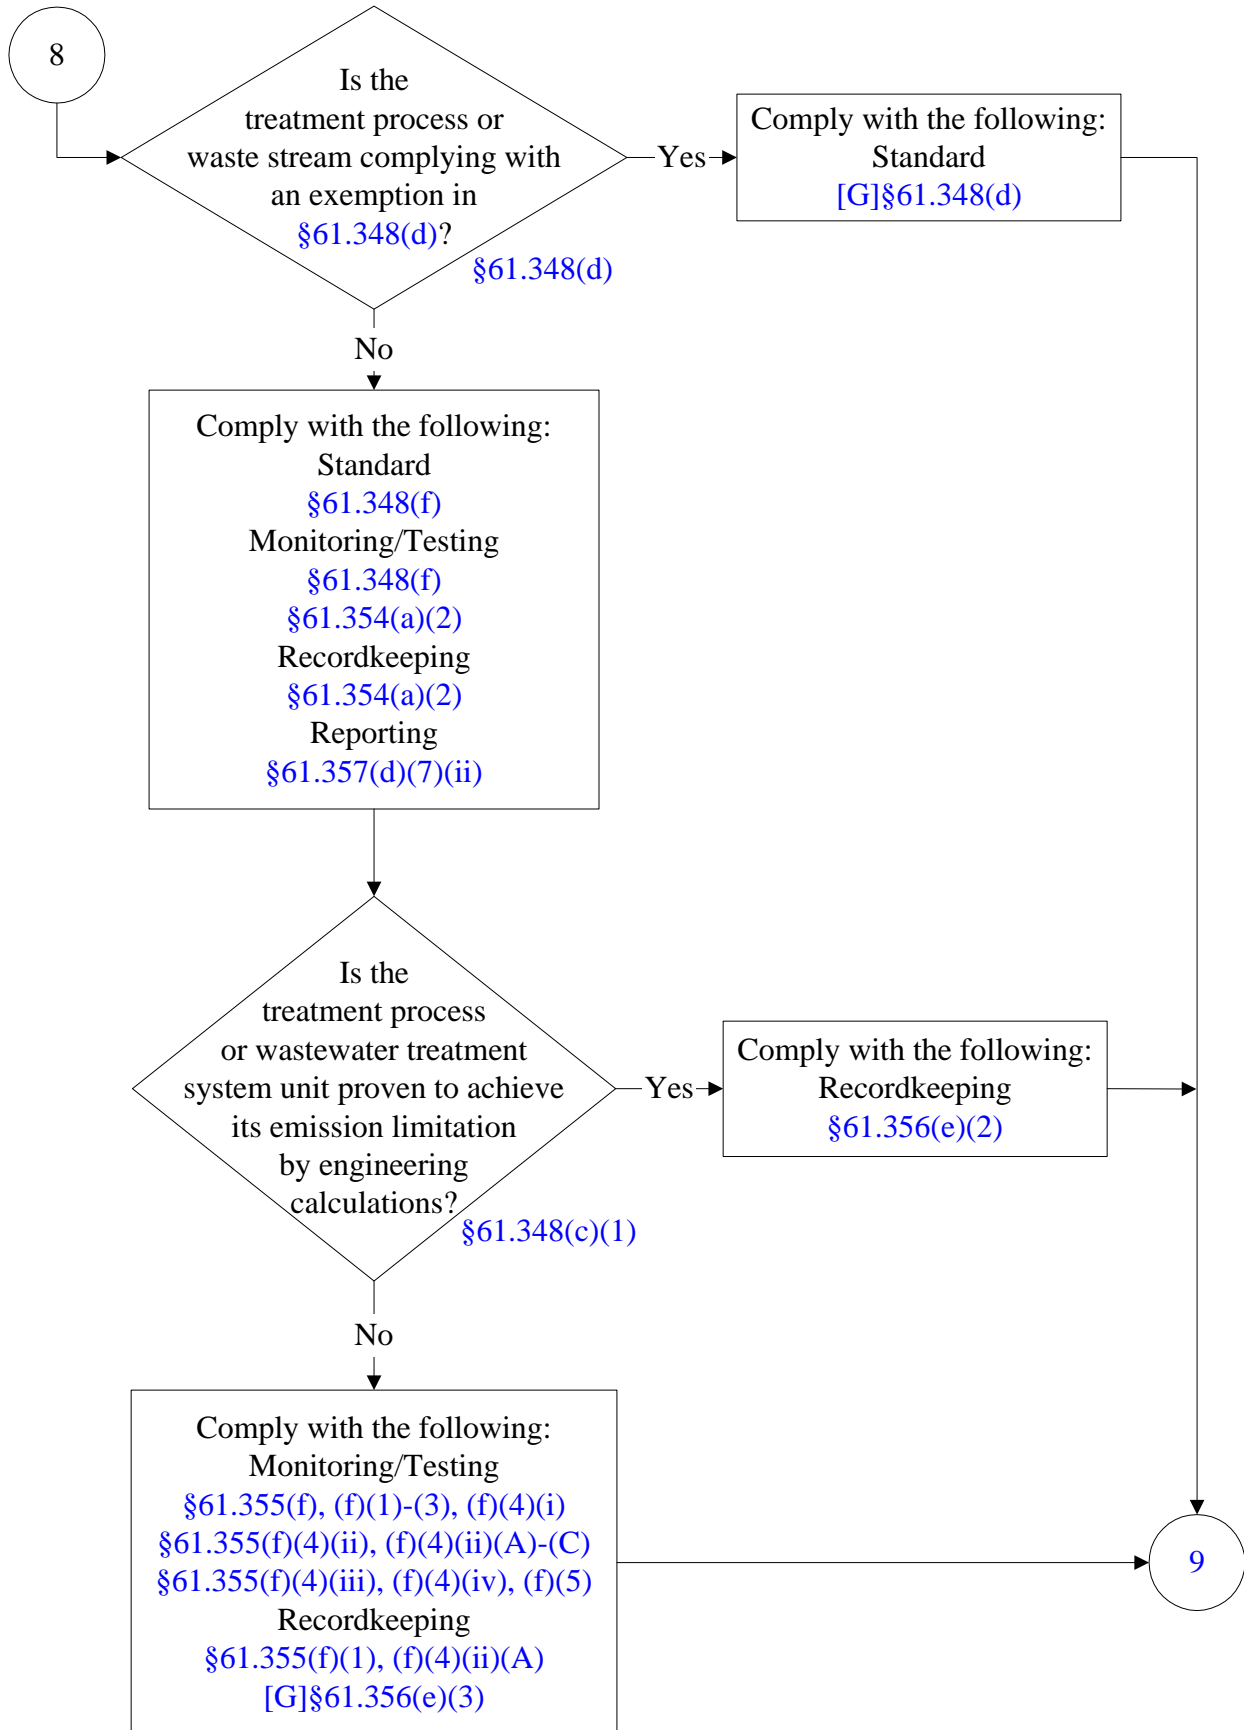 8
Is the
treatment process or
waste stream complying with
an exemption in
§61.348(d)?
§61.348(d)
Yes
Comply with the following:
Standard
[G]§61.348(d)
No
Comply with the following:
Standard
§61.348(f)
Monitoring/Testing
§61.348(f)
§61.354(a)(2)
Recordkeeping
§61.354(a)(2)
Reporting
§61.357(d)(7)(ii)
Is the
treatment process
or wastewater treatment
system unit proven to achieve
its emission limitation
by engineering
calculations?
§61.348(c)(1)
Yes
Comply with the following:
Recordkeeping
§61.356(e)(2)
No
Comply with the following:
Monitoring/Testing
§61.355(f), (f)(1)-(3), (f)(4)(i)
§61.355(f)(4)(ii), (f)(4)(ii)(A)-(C)
§61.355(f)(4)(iii), (f)(4)(iv), (f)(5)
Recordkeeping
§61.355(f)(1), (f)(4)(ii)(A)
[G]§61.356(e)(3)
9